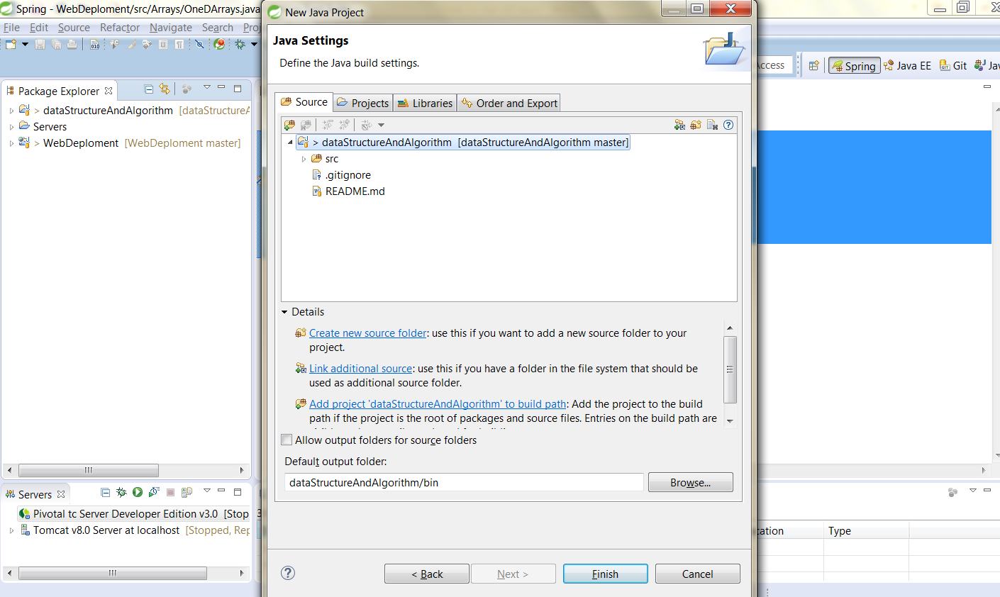 Spring - WebDeploment/src/Arrays/OneDArrays.java
New Java Project
File Edit Source Refactor Navigate Search
Java Settings
Define the Java build settings.
Access
Spring Java EE Git
Package Explorer
> dataStructureAndAlgorithm
Servers
> WebDeploment [WebDeploment master]
Source Projects Libraries Order and Export
> dataStructureAndAlgorithm [dataStructureAndAlgorithm master]
src
.gitignore
README.md
Details
Create new source folder: use this if you want to add a new source folder to your
project.
Link additional source: use this if you have a folder in the file system that should be
used as additional source folder.
Add project 'dataStructureAndAlgorithm' to build path: Add the project to the build
path if the project is the root of packages and source files. Entries on the build path are
Allow output folders for source folders
Default output folder:
dataStructureAndAlgorithm/bin
Browse...
Servers
Pivotal tc Server Developer Edition v3.0 [Stop
Tomcat v8.0 Server at localhost [Stopped, Rep
cation Type
< Back Next > Finish Cancel